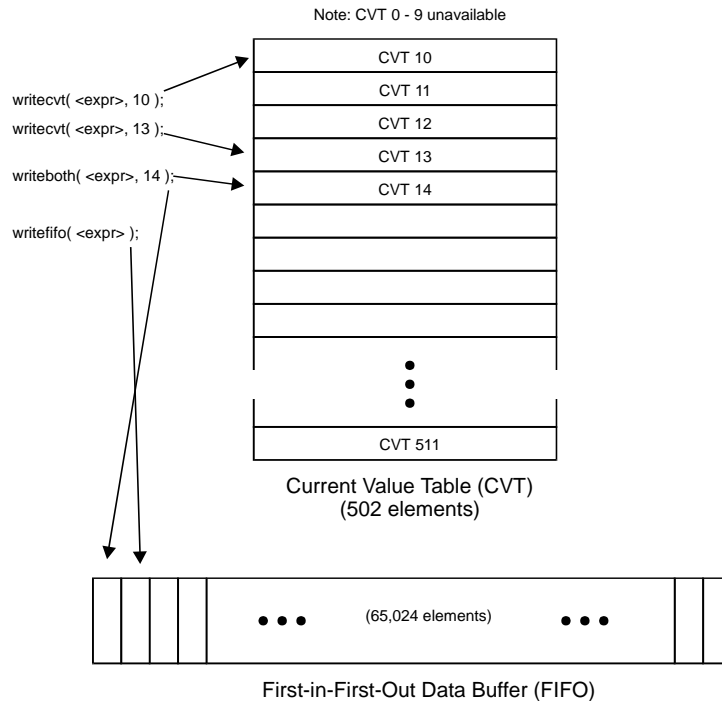 Note: CVT 0 - 9 unavailable
CVT 10
writecvt( <expr>, 10 );
CVT 11
writecvt( <expr>, 13 );
CVT 12
CVT 13
writeboth( <expr>, 14 );
CVT 14
writefifo( <expr> );
CVT 511
Current Value Table (CVT)
(502 elements)
(65,024 elements)
First-in-First-Out Data Buffer (FIFO)